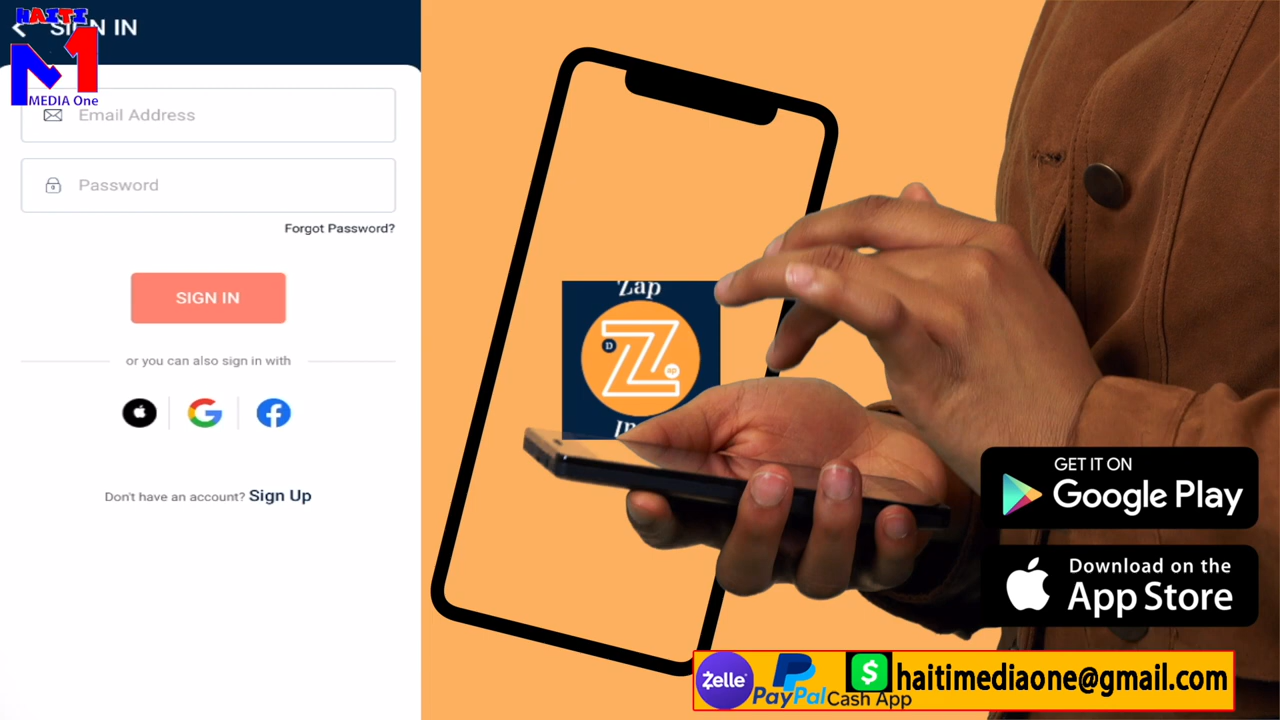 HAITI
SIGN IN
M1
MEDIA One
Email Address
Password
Forgot Password?
SIGN IN
or you can also sign in with
Don't have an account? Sign Up
Zap
Z
D
ap
GET IT ON
Google Play
Download on the
App Store
Zelle
PayPal
$
Cash App
haitimediaone@gmail.com